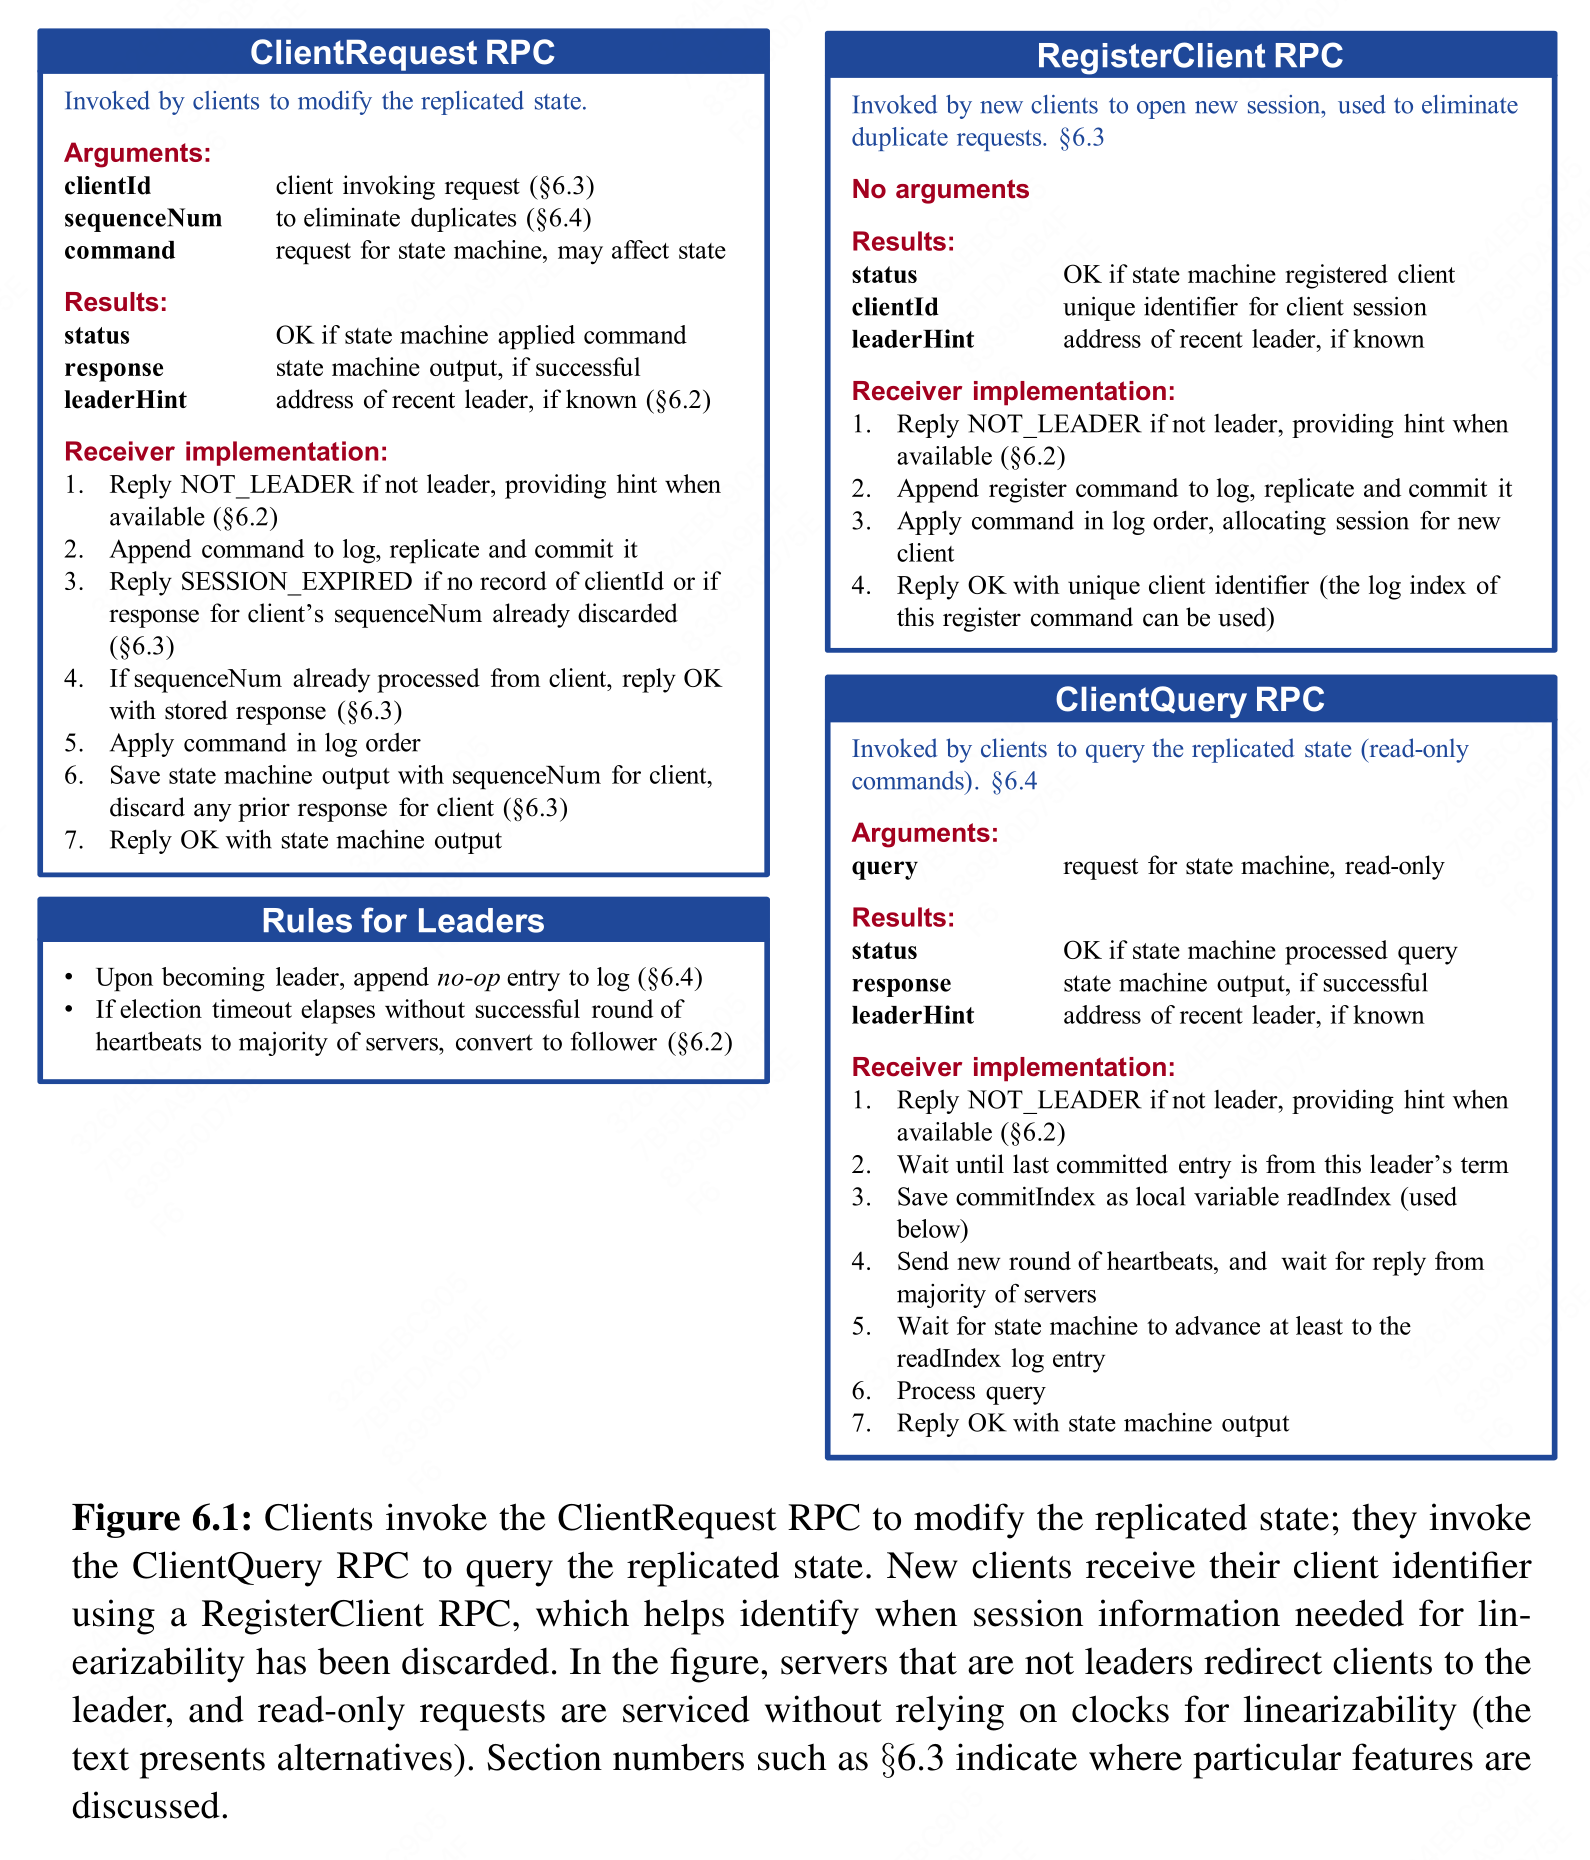 ClientRequest RPC
Invoked by clients to modify the replicated state.
Arguments:
clientId client invoking request (§6.3)
sequenceNum to eliminate duplicates (§6.4)
command request for state machine, may affect state
Results:
status OK if state machine applied command
response state machine output, if successful
leaderHint address of recent leader, if known (§6.2)
Receiver implementation:
1. Reply NOT_LEADER if not leader, providing hint when
available (§6.2)
2. Append command to log, replicate and commit it
3. Reply SESSION_EXPIRED if no record of clientId or if
response for client’s sequenceNum already discarded
(§6.3)
4. If sequenceNum already processed from client, reply OK
with stored response (§6.3)
5. Apply command in log order
6. Save state machine output with sequenceNum for client,
discard any prior response for client (§6.3)
7. Reply OK with state machine output
Rules for Leaders
• Upon becoming leader, append no-op entry to log (§6.4)
• If election timeout elapses without successful round of
heartbeats to majority of servers, convert to follower (§6.2)
RegisterClient RPC
Invoked by new clients to open new session, used to eliminate
duplicate requests. §6.3
No arguments
Results:
status OK if state machine registered client
clientId unique identifier for client session
leaderHint address of recent leader, if known
Receiver implementation:
1. Reply NOT_LEADER if not leader, providing hint when
available (§6.2)
2. Append register command to log, replicate and commit it
3. Apply command in log order, allocating session for new
client
4. Reply OK with unique client identifier (the log index of
this register command can be used)
ClientQuery RPC
Invoked by clients to query the replicated state (read-only
commands). §6.4
Arguments:
query request for state machine, read-only
Results:
status OK if state machine processed query
response state machine output, if successful
leaderHint address of recent leader, if known
Receiver implementation:
1. Reply NOT_LEADER if not leader, providing hint when
available (§6.2)
2. Wait until last committed entry is from this leader’s term
3. Save commitIndex as local variable readIndex (used
below)
4. Send new round of heartbeats, and wait for reply from
majority of servers
5. Wait for state machine to advance at least to the
readIndex log entry
6. Process query
7. Reply OK with state machine output
Figure 6.1: Clients invoke the ClientRequest RPC to modify the replicated state; they invoke
the ClientQuery RPC to query the replicated state. New clients receive their client identifier
using a RegisterClient RPC, which helps identify when session information needed for lin-
earizability has been discarded. In the figure, servers that are not leaders redirect clients to the
leader, and read-only requests are serviced without relying on clocks for linearizability (the
text presents alternatives). Section numbers such as §6.3 indicate where particular features are
discussed.